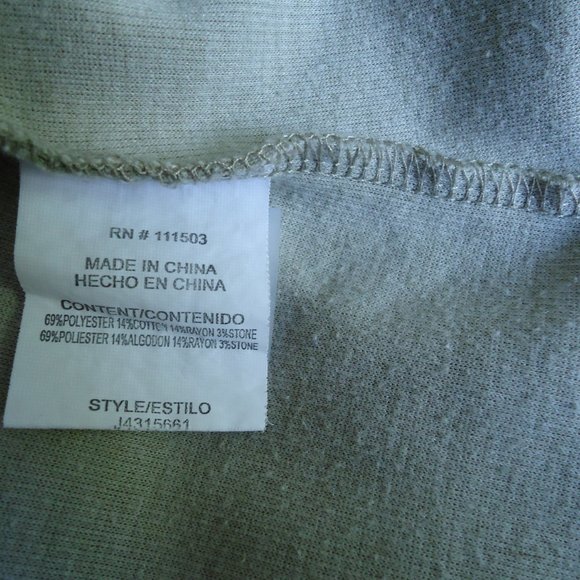 RN # 111503
MADE IN CHINA
HECHO EN CHINA
CONTENT/CONTENIDO
69%POLYESTER 14%COTTON 14%RAYON 3%STONE
69%POLIESTER 14%ALGODON 14%RAYON 3%STONE
STYLE/ESTILO
J4315661